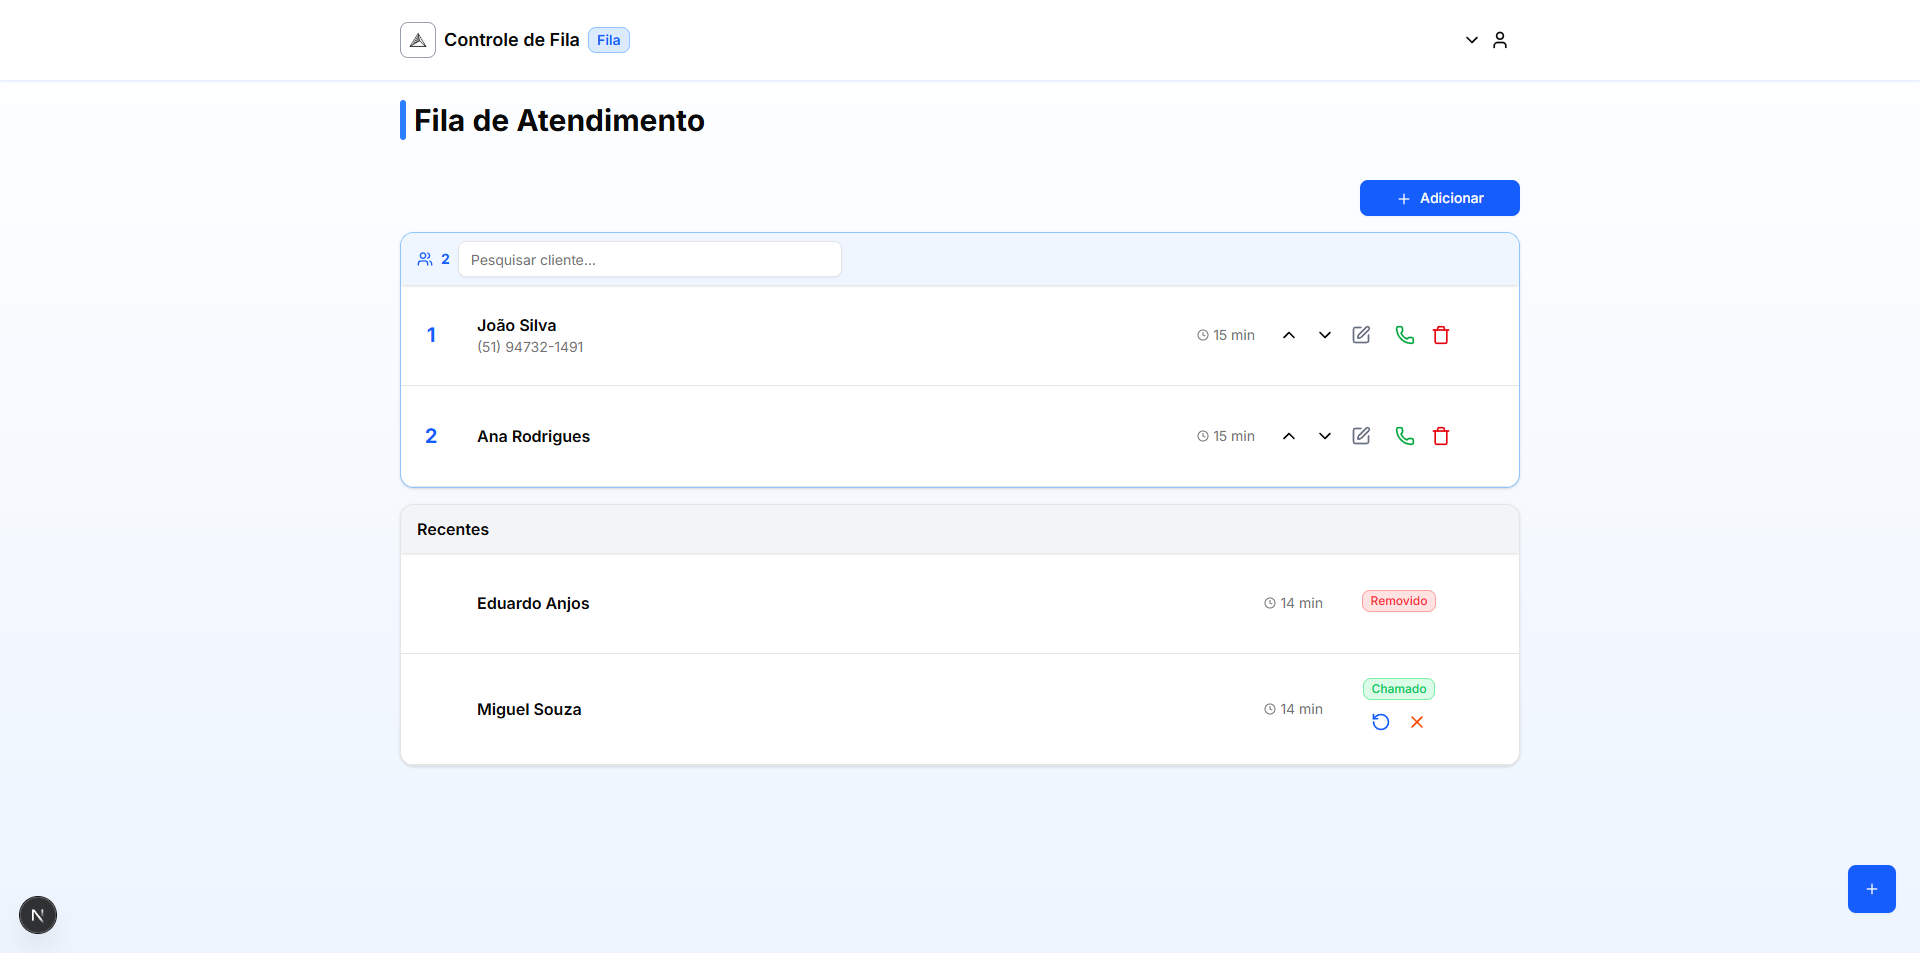 Controle de Fila Fila
Fila de Atendimento
+ Adicionar
2 Pesquisar cliente...
1 João Silva 15 min
(51) 94732-1491
2 Ana Rodrigues 15 min
Recentes
Eduardo Anjos 14 min Removido
Chamado
Miguel Souza 14 min
N